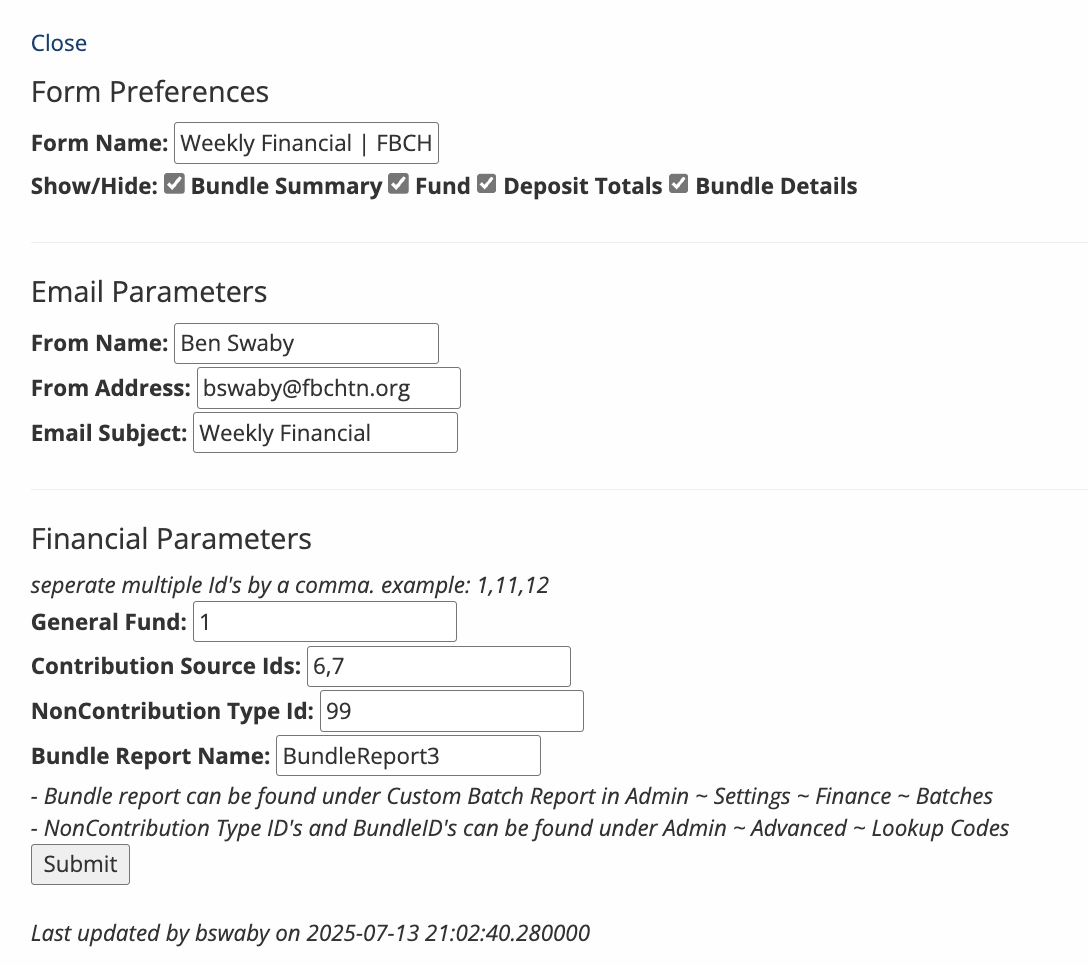 Close
Form Preferences
Form Name: Weekly Financial | FBCH
Show/Hide: Bundle Summary Fund Deposit Totals Bundle Details
Email Parameters
From Name: Ben Swaby
From Address: bswaby@fbchtn.org
Email Subject: Weekly Financial
Financial Parameters
seperate multiple Id's by a comma. example: 1,11,12
General Fund: 1
Contribution Source Ids: 6,7
NonContribution Type Id: 99
Bundle Report Name: BundleReport3
- Bundle report can be found under Custom Batch Report in Admin ~ Settings ~ Finance ~ Batches
- NonContribution Type ID's and BundleID's can be found under Admin ~ Advanced ~ Lookup Codes
Submit
Last updated by bswaby on 2025-07-13 21:02:40.280000